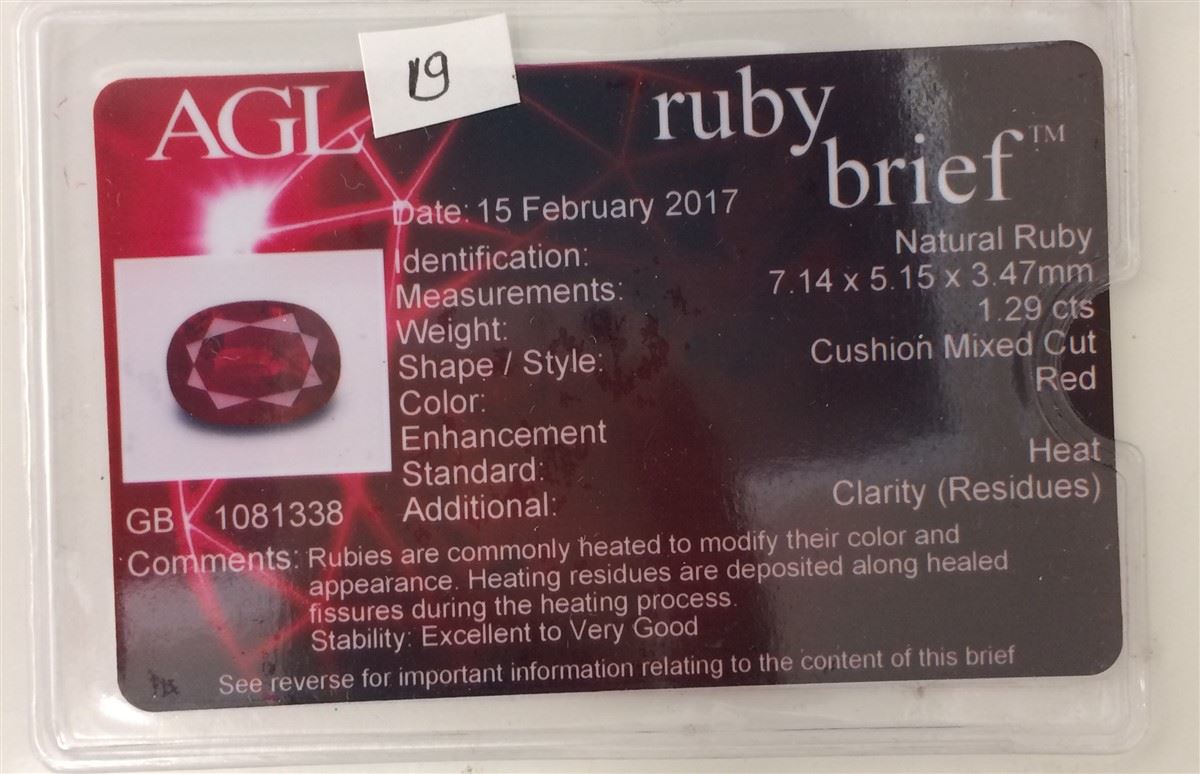 19
AGL
ruby
brief™
Date: 15 February 2017
Identification: Natural Ruby
Measurements: 7.14 x 5.15 x 3.47mm
Weight: 1.29 cts
Shape / Style: Cushion Mixed Cut
Color: Red
Enhancement
Standard: Heat
Additional: Clarity (Residues)
GB 1081338
Comments: Rubies are commonly heated to modify their color and
appearance. Heating residues are deposited along healed
fissures during the heating process.
Stability: Excellent to Very Good
See reverse for important information relating to the content of this brief